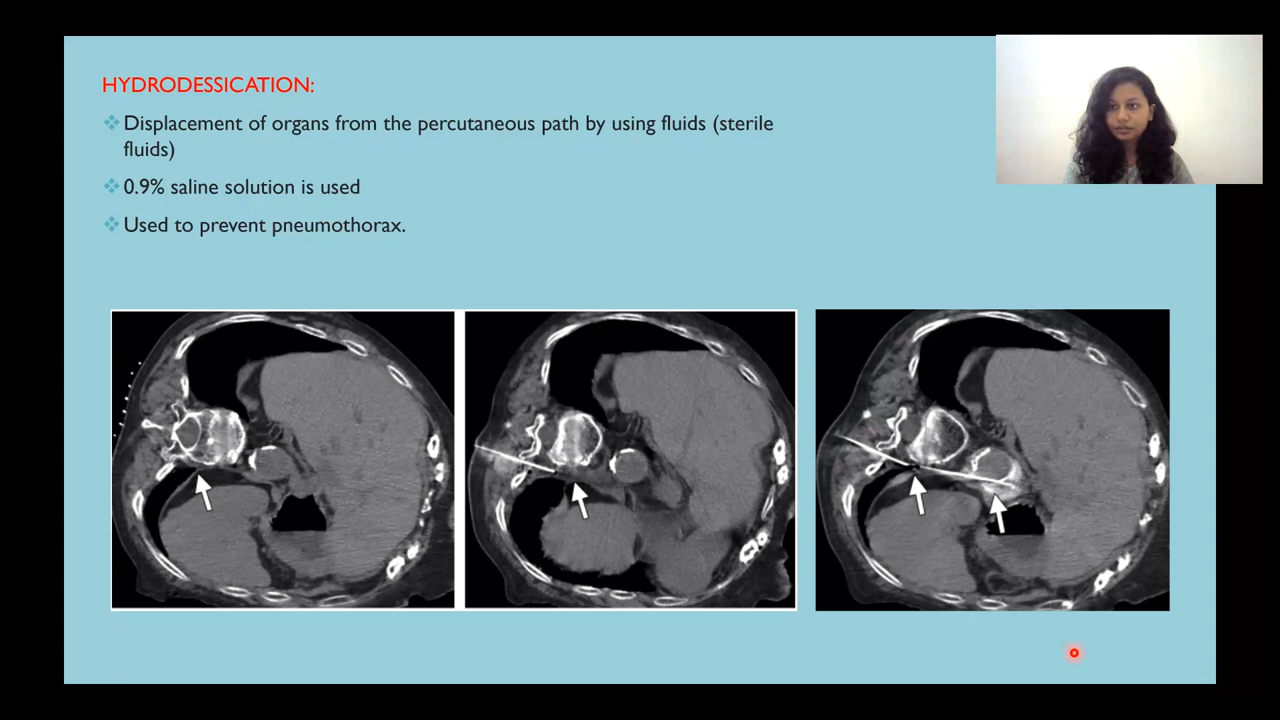 HYDRODESSICATION:
Displacement of organs from the percutaneous path by using fluids (sterile
fluids)
0.9% saline solution is used
Used to prevent pneumothorax.